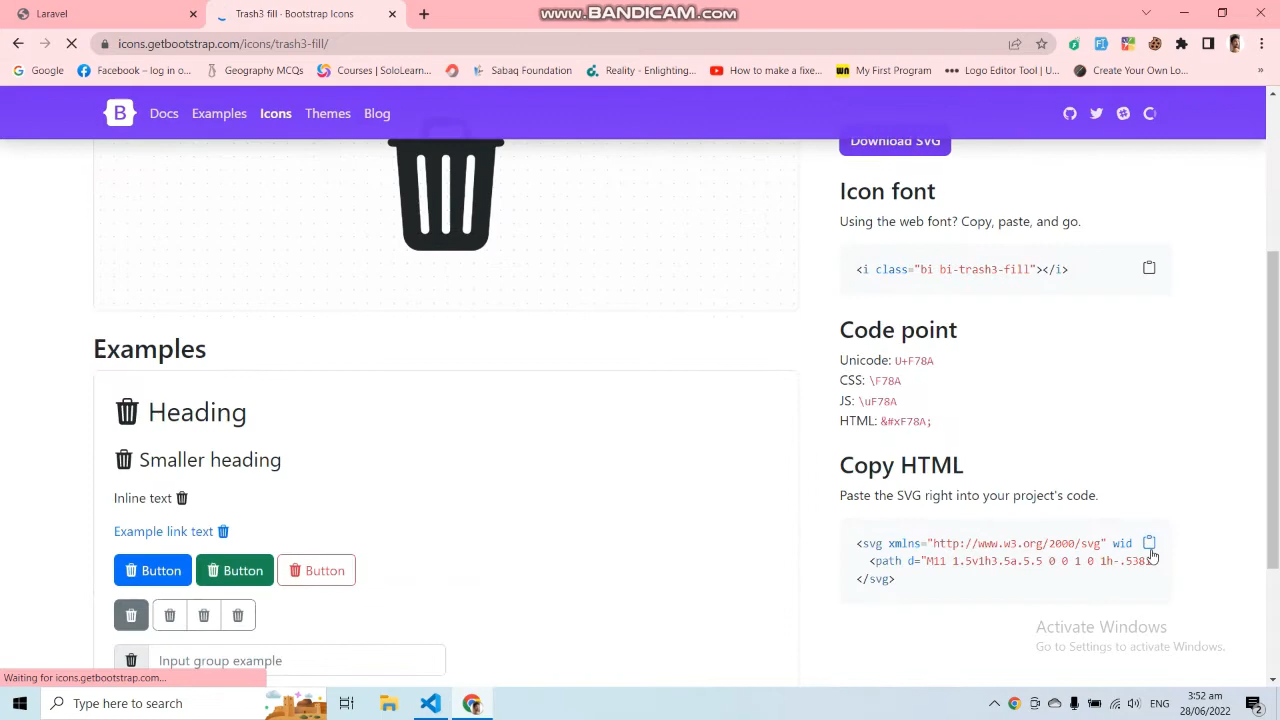 Laravel
Trash3 fill · Bootstrap Icons
www.BANDICAM.com
icons.getbootstrap.com/icons/trash3-fill/
Google
Facebook - log in o...
Geography MCQs
Courses | SoloLearn...
Sabaq Foundation
Reality - Enlighting...
How to make a fixe...
My First Program
Logo Editor Tool | U...
Create Your Own Lo...
»
B
Docs
Examples
Icons
Themes
Blog
Download SVG
Icon font
Using the web font? Copy, paste, and go.
<i class="bi bi-trash3-fill"></i>
Code point
Unicode: U+F78A
CSS: \F78A
JS: \uF78A
HTML: &#xF78A;
Copy HTML
Paste the SVG right into your project's code.
<svg xmlns="http://www.w3.org/2000/svg" wid
<path d="M11 1.5v1h3.5a.5.5 0 0 1 0 1h-.538
</svg>
Examples
Heading
Smaller heading
Inline text
Example link text
Button
Button
Button
Input group example
Activate Windows
Go to Settings to activate Windows.
Waiting for icons.getbootstrap.com...
Type here to search
ENG
3:52 am
28/06/2022
2